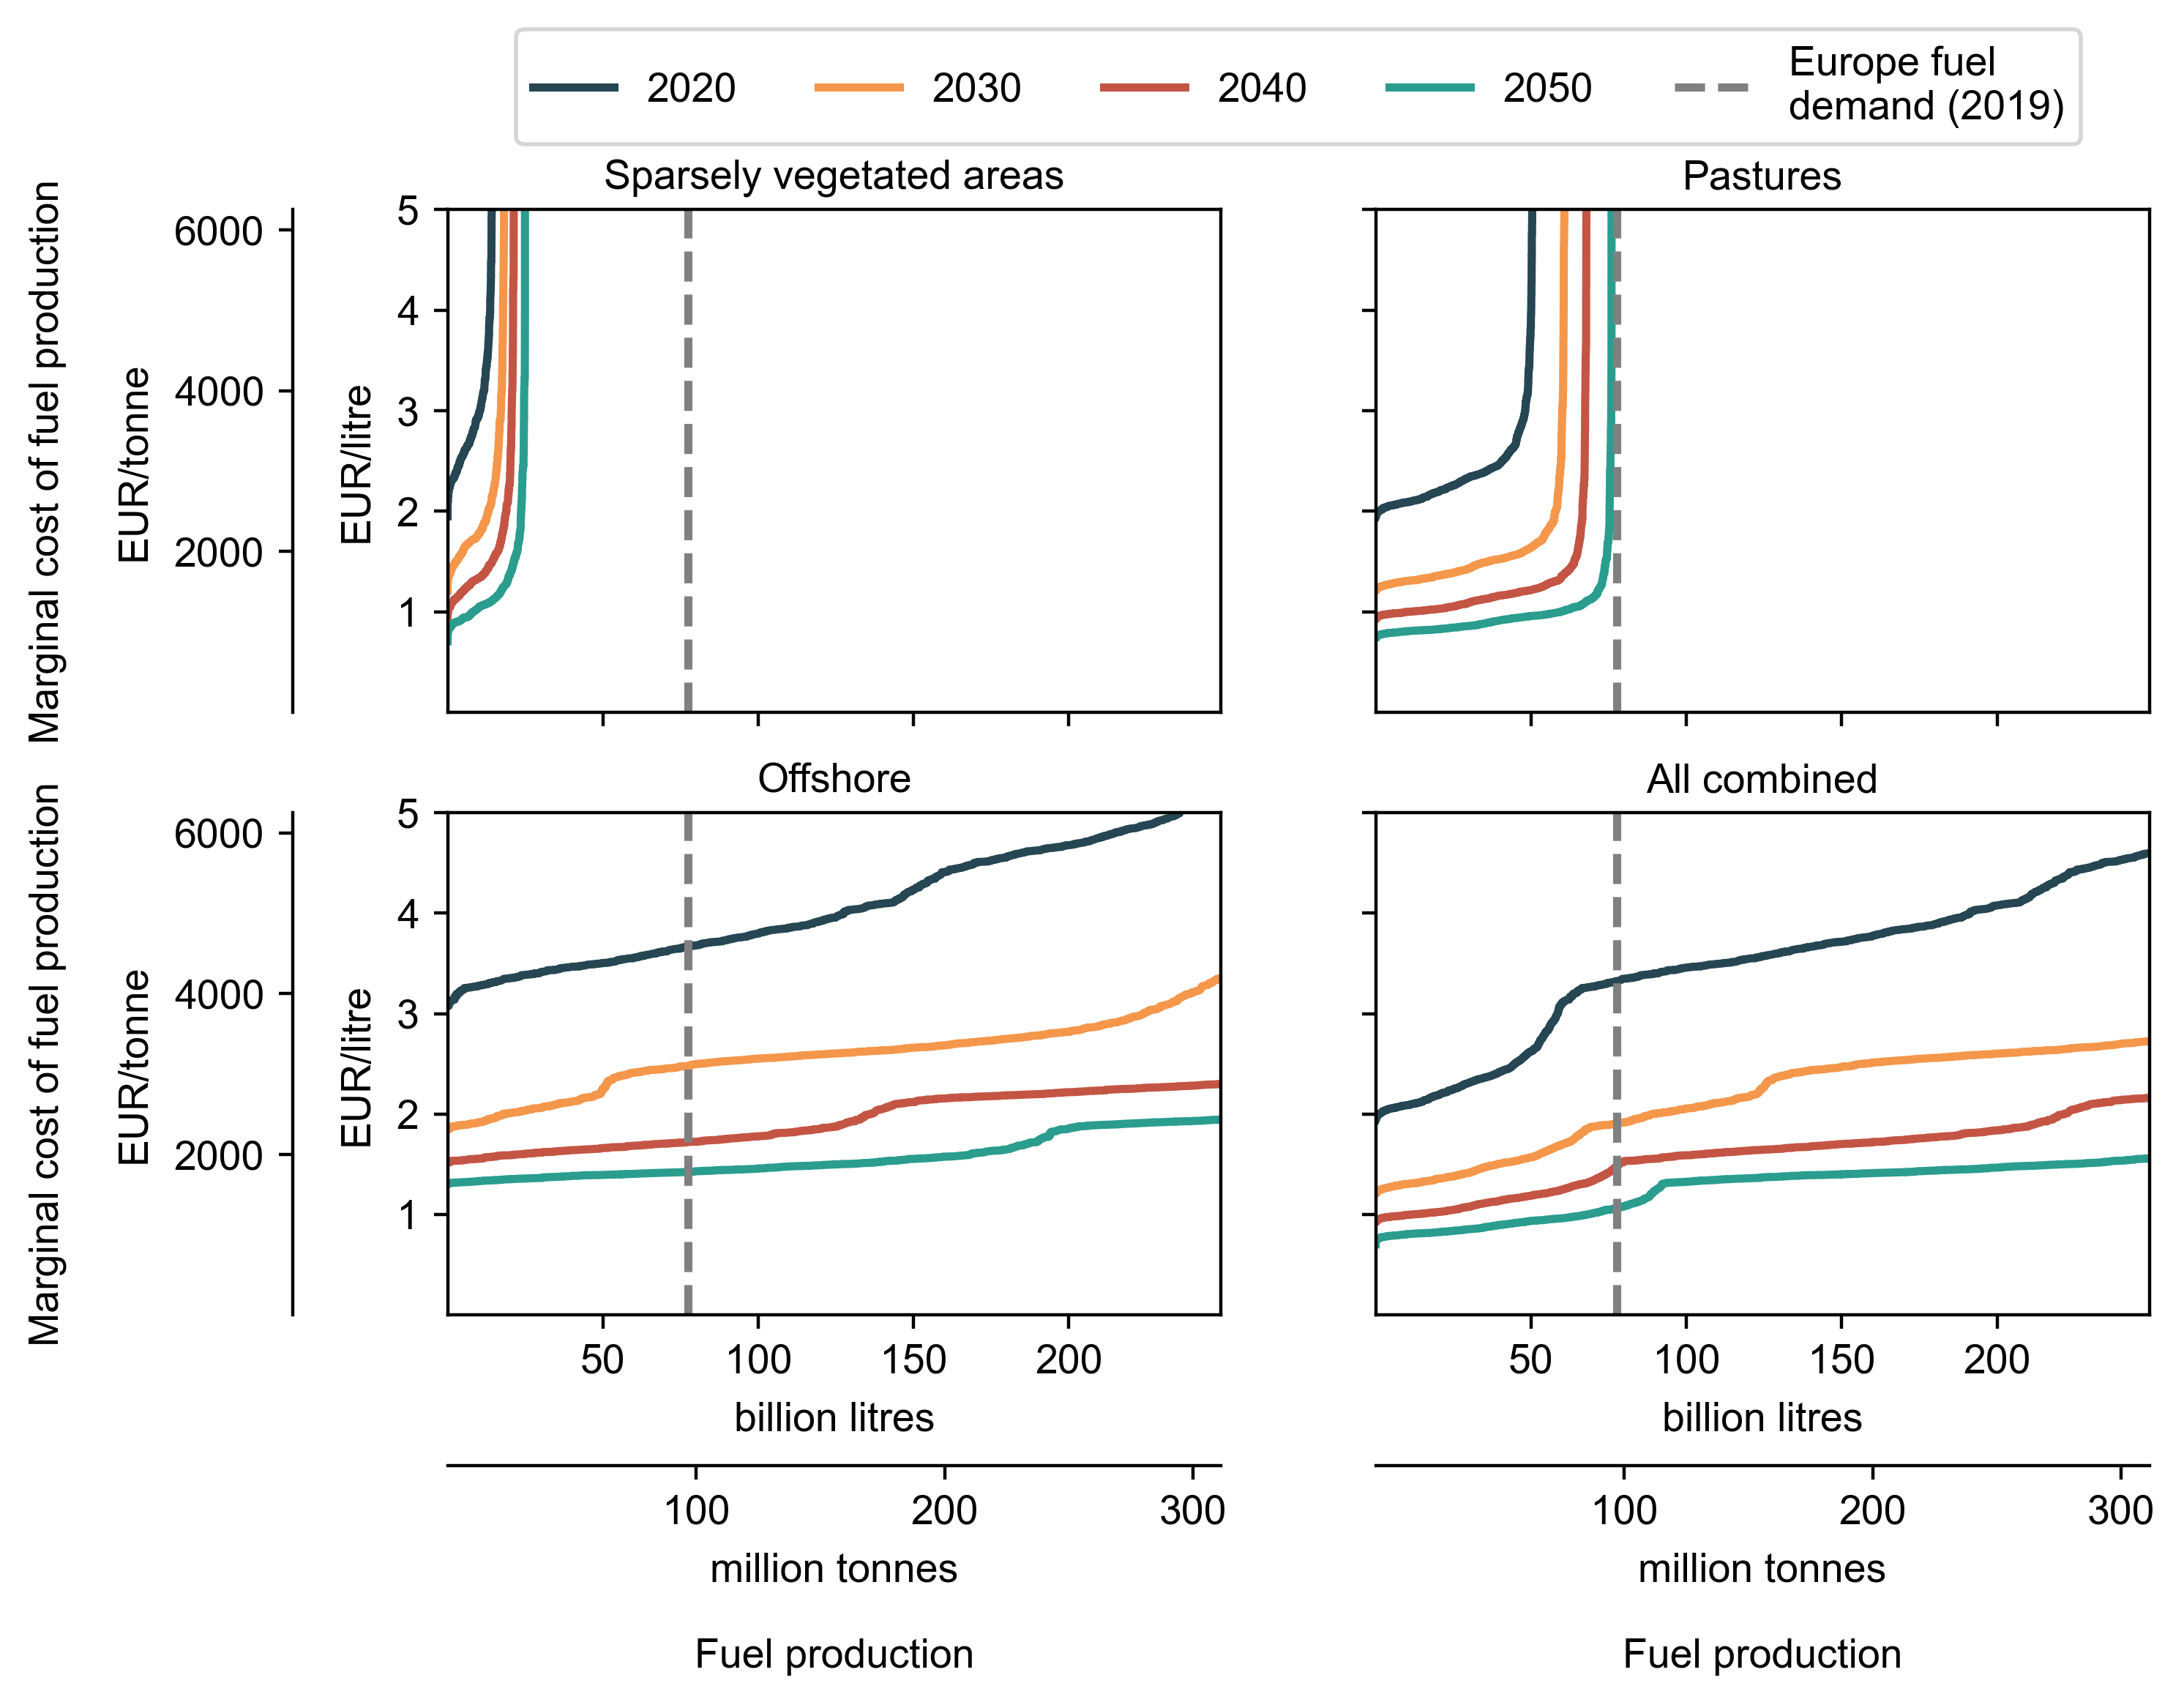 2020
2030
2040
2050
Europe fuel
demand (2019)
Sparsely vegetated areas
Pastures
Marginal cost of fuel production
EUR/tonne
6000
4000
2000
EUR/litre
5
4
3
2
1
Offshore
All combined
Marginal cost of fuel production
EUR/tonne
6000
4000
2000
EUR/litre
5
4
3
2
1
50 100 150 200
50 100 150 200
billion litres
billion litres
100 200 300
100 200 300
million tonnes
million tonnes
Fuel production
Fuel production